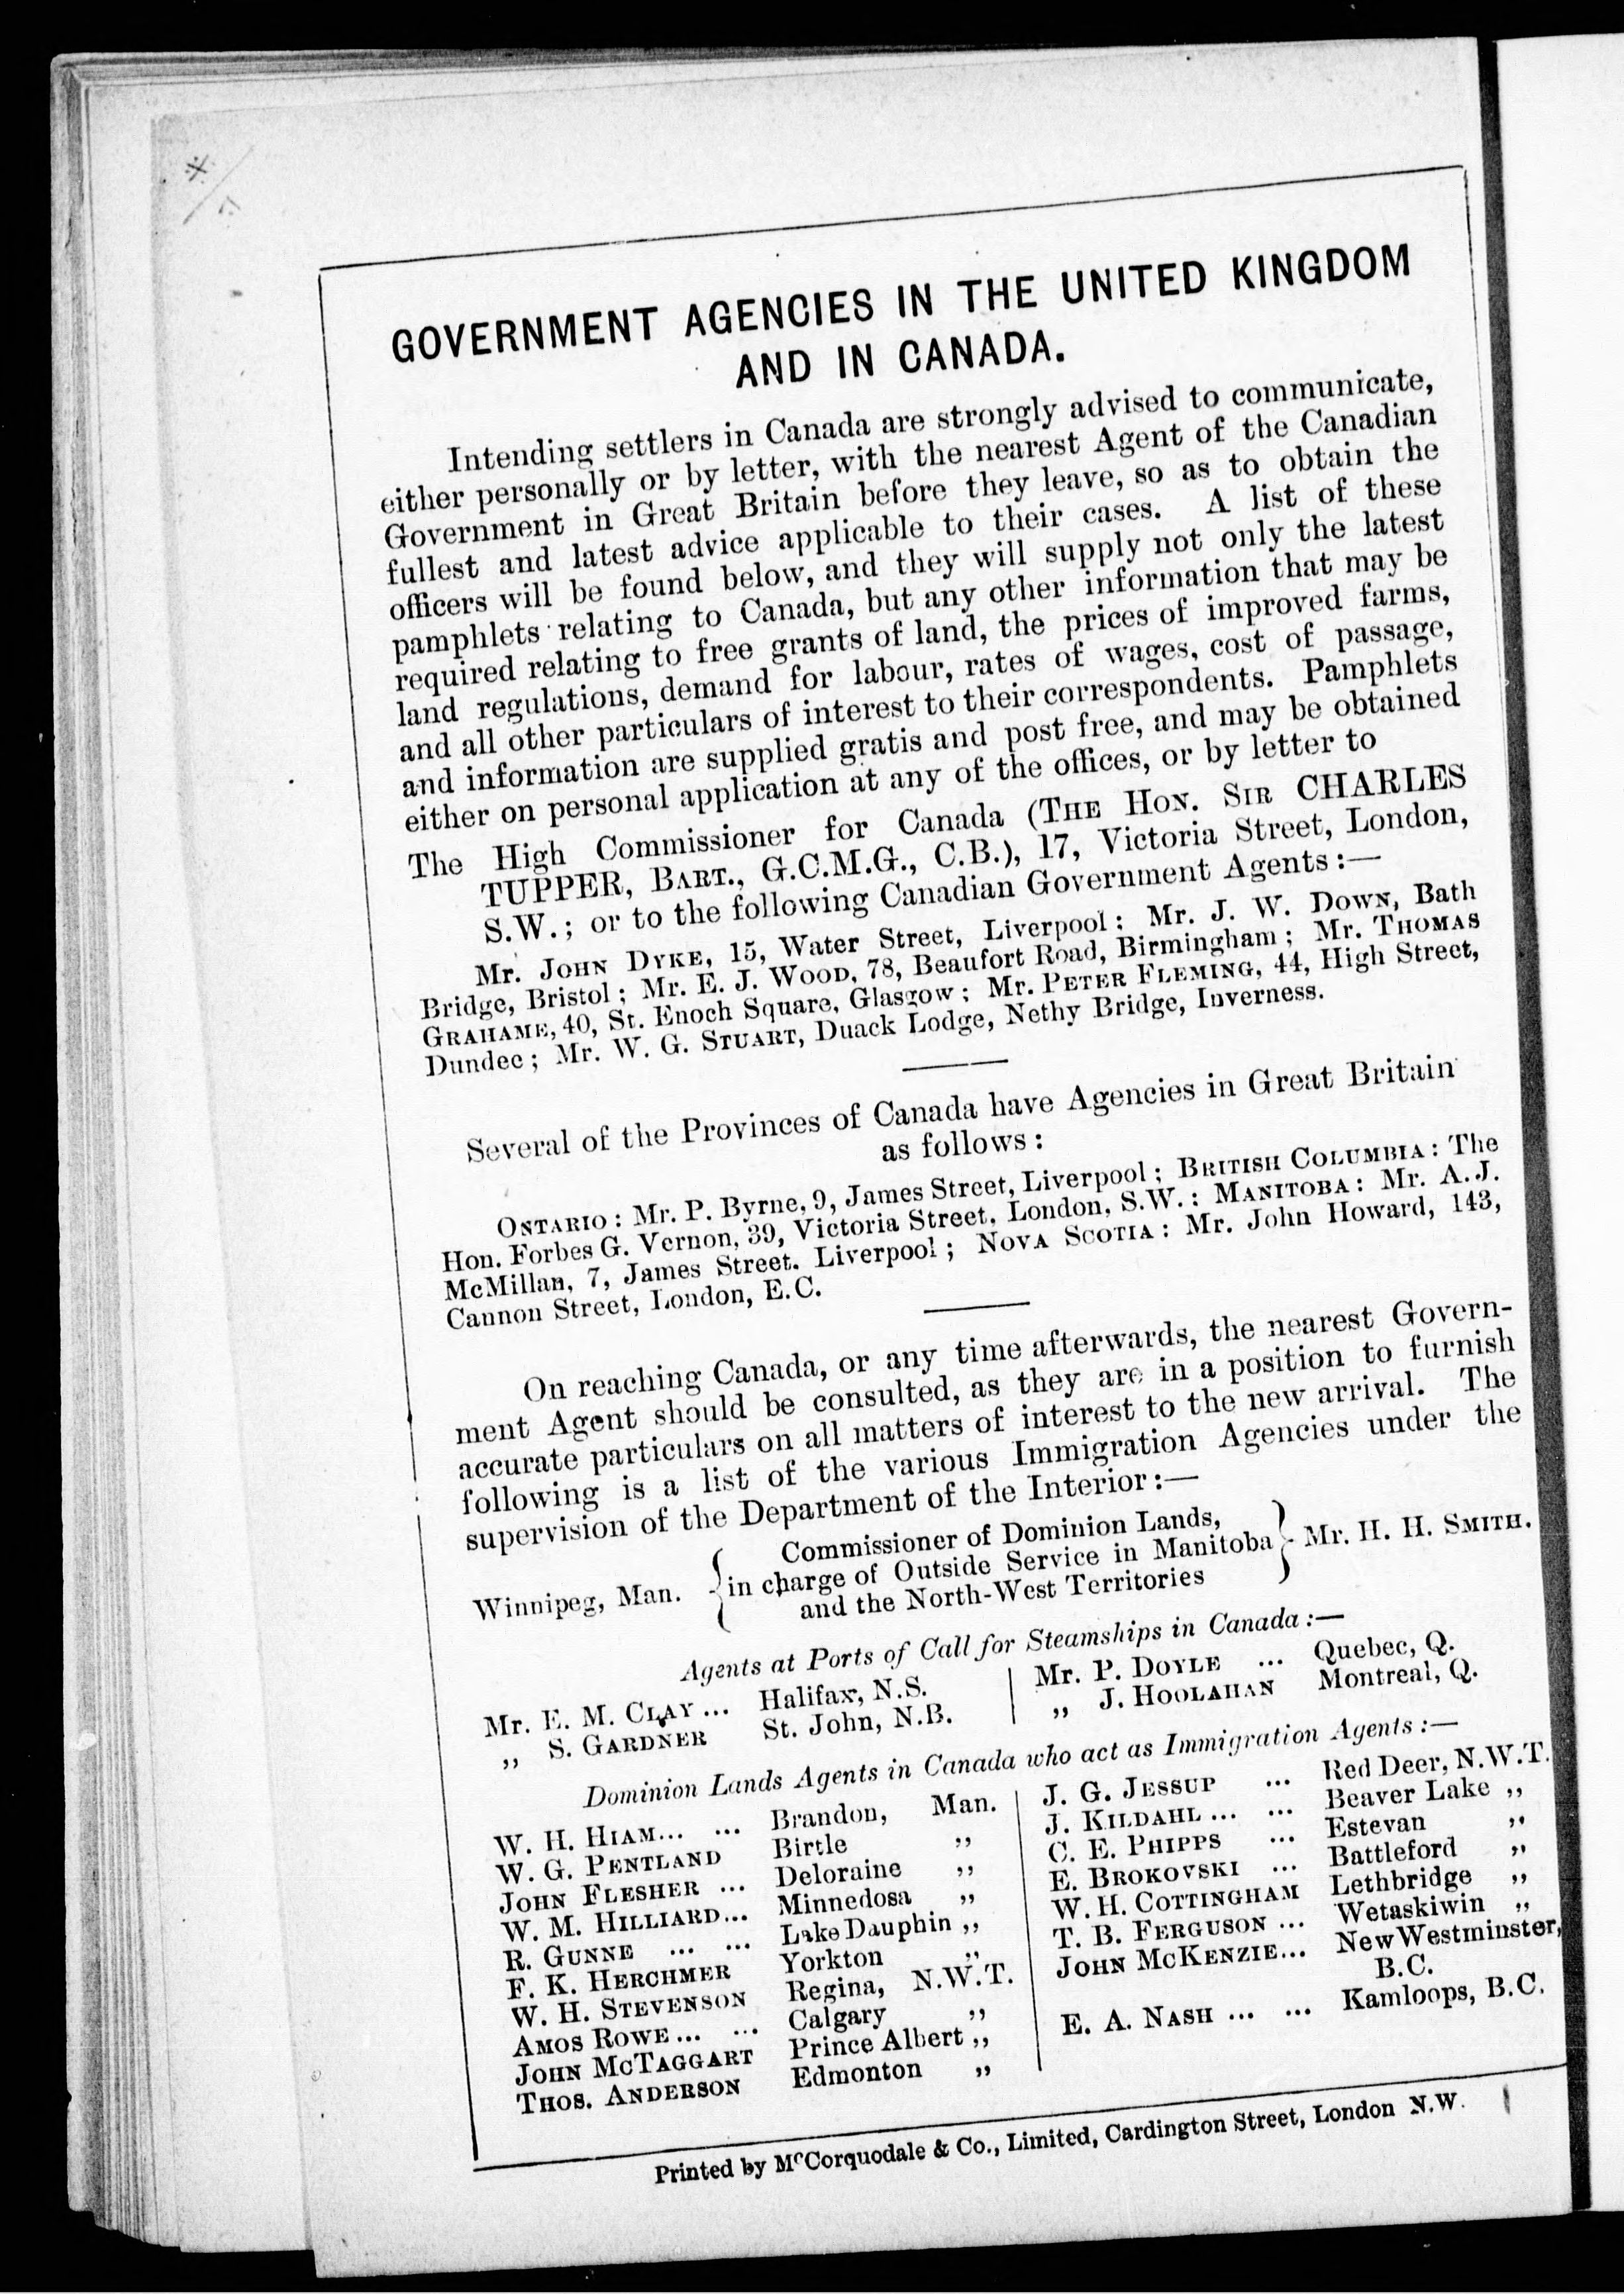 GOVERNMENT AGENCIES IN THE UNITED KINGDOM
AND IN CANADA.
Intending settlers in Canada are strongly advised to communicate,
either personally or by letter, with the nearest Agent of the Canadian
Government in Great Britain before they leave, so as to obtain the
fullest and latest advice applicable to their cases. A list of these
officers will be found below, and they will supply not only the latest
pamphlets relating to Canada, but any other information that may be
required relating to free grants of land, the prices of improved farms,
land regulations, demand for labour, rates of wages, cost of passage,
and all other particulars of interest to their correspondents. Pamphlets
and information are supplied gratis and post free, and may be obtained
either on personal application at any of the offices, or by letter to
The High Commissioner for Canada (THE HON. SIR CHARLES
TUPPER, BART., G.C.M.G., C.B.), 17, Victoria Street, London,
S.W.; or to the following Canadian Government Agents:—
Mr. JOHN DYKE, 15, Water Street, Liverpool; Mr. J. W. DOWN, Bath
Bridge, Bristol; Mr. E. J. WOOD, 78, Beaufort Road, Birmingham; Mr. THOMAS
GRAHAME, 40, St. Enoch Square, Glasgow; Mr. PETER FLEMING, 44, High Street,
Dundee; Mr. W. G. STUART, Duack Lodge, Nethy Bridge, Inverness.
Several of the Provinces of Canada have Agencies in Great Britain
as follows:
ONTARIO: Mr. P. Byrne, 9, James Street, Liverpool; BRITISH COLUMBIA: The
Hon. Forbes G. Vernon, 39, Victoria Street, London, S.W.: MANITOBA: Mr. A. J.
McMillan, 7, James Street. Liverpool; NOVA SCOTIA: Mr. John Howard, 143,
Cannon Street, London, E.C.
On reaching Canada, or any time afterwards, the nearest Govern-
ment Agent should be consulted, as they are in a position to furnish
accurate particulars on all matters of interest to the new arrival. The
following is a list of the various Immigration Agencies under the
supervision of the Department of the Interior:—
Commissioner of Dominion Lands,
Winnipeg, Man. in charge of Outside Service in Manitoba Mr. H. H. SMITH.
and the North-West Territories
Agents at Ports of Call for Steamships in Canada:—
Mr. E. M. CLAY ... Halifax, N.S.
„ S. GARDNER St. John, N.B.
Mr. P. DOYLE ... Quebec, Q.
„ J. HOOLAHAN Montreal, Q.
Dominion Lands Agents in Canada who act as Immigration Agents:—
W. H. HIAM... ... Brandon, Man.
W. G. PENTLAND Birtle „
JOHN FLESHER ... Deloraine „
W. M. HILLIARD... Minnedosa „
R. GUNNE ... ... Lake Dauphin „
F. K. HERCHMER Yorkton „
W. H. STEVENSON Regina, N.W.T.
AMOS ROWE ... ... Calgary „
JOHN MCTAGGART Prince Albert „
THOS. ANDERSON Edmonton „
J. G. JESSUP ... Red Deer, N.W.T.
J. KILDAHL ... ... Beaver Lake „
C. E. PHIPPS ... Estevan „
E. BROKOVSKI ... Battleford „
W. H. COTTINGHAM Lethbridge „
T. B. FERGUSON ... Wetaskiwin „
JOHN MCKENZIE... New Westminster,
B.C.
E. A. NASH ... ... Kamloops, B.C.
Printed by McCorquodale & Co., Limited, Cardington Street, London N.W.